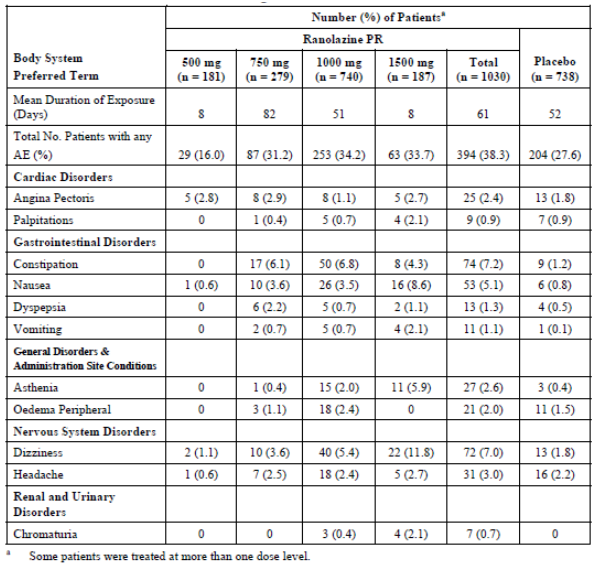 Number (%) of Patientsa
Body System Preferred Term | Ranolazine PR | Placebo (n = 738)
500 mg (n = 181) | 750 mg (n = 279) | 1000 mg (n = 740) | 1500 mg (n = 187) | Total (n = 1030)
Mean Duration of Exposure (Days) | 8 | 82 | 51 | 8 | 61 | 52
Total No. Patients with any AE (%) | 29 (16.0) | 87 (31.2) | 253 (34.2) | 63 (33.7) | 394 (38.3) | 204 (27.6)
Cardiac Disorders
Angina Pectoris | 5 (2.8) | 8 (2.9) | 8 (1.1) | 5 (2.7) | 25 (2.4) | 13 (1.8)
Palpitations | 0 | 1 (0.4) | 5 (0.7) | 4 (2.1) | 9 (0.9) | 7 (0.9)
Gastrointestinal Disorders
Constipation | 0 | 17 (6.1) | 50 (6.8) | 8 (4.3) | 74 (7.2) | 9 (1.2)
Nausea | 1 (0.6) | 10 (3.6) | 26 (3.5) | 16 (8.6) | 53 (5.1) | 6 (0.8)
Dyspepsia | 0 | 6 (2.2) | 5 (0.7) | 2 (1.1) | 13 (1.3) | 4 (0.5)
Vomiting | 0 | 2 (0.7) | 5 (0.7) | 4 (2.1) | 11 (1.1) | 1 (0.1)
General Disorders & Administration Site Conditions
Asthenia | 0 | 1 (0.4) | 15 (2.0) | 11 (5.9) | 27 (2.6) | 3 (0.4)
Oedema Peripheral | 0 | 3 (1.1) | 18 (2.4) | 0 | 21 (2.0) | 11 (1.5)
Nervous System Disorders
Dizziness | 2 (1.1) | 10 (3.6) | 40 (5.4) | 22 (11.8) | 72 (7.0) | 13 (1.8)
Headache | 1 (0.6) | 7 (2.5) | 18 (2.4) | 5 (2.7) | 31 (3.0) | 16 (2.2)
Renal and Urinary Disorders
Chromaturia | 0 | 0 | 3 (0.4) | 4 (2.1) | 7 (0.7) | 0
a Some patients were treated at more than one dose level.